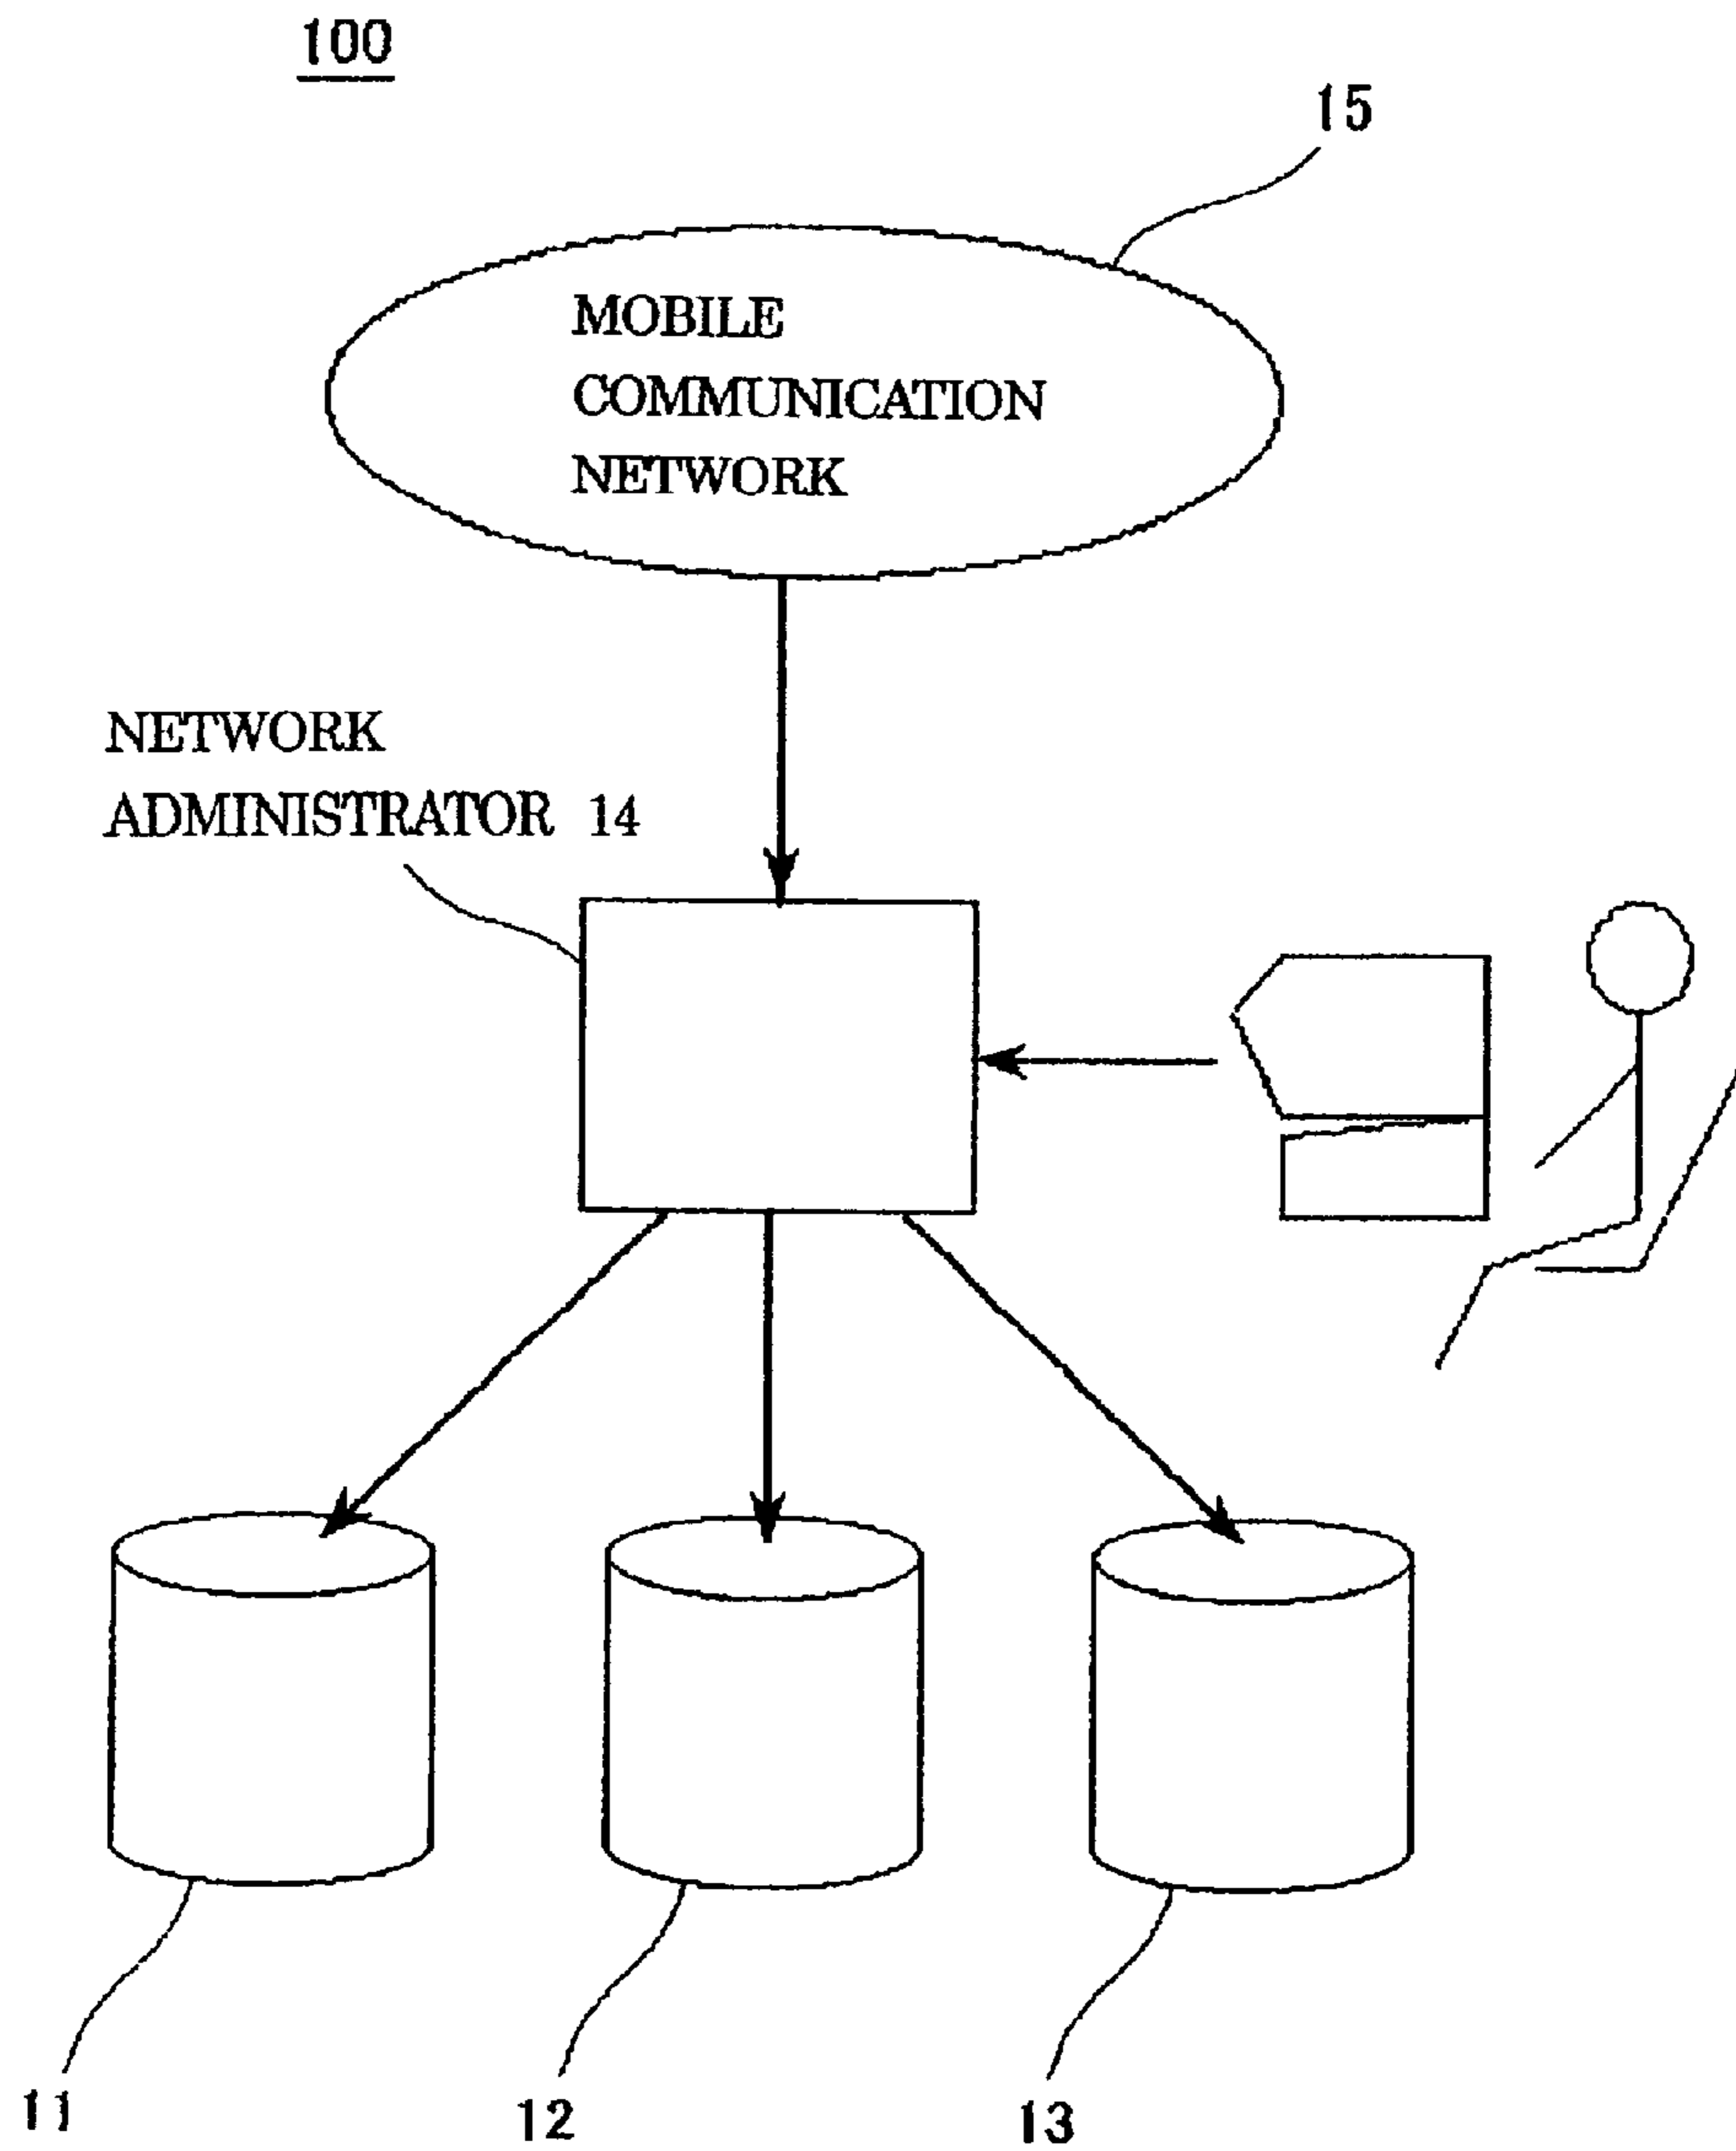 100
15
MOBILE
COMMUNICATION
NETWORK
NETWORK
ADMINISTRATOR 14
11
12
13